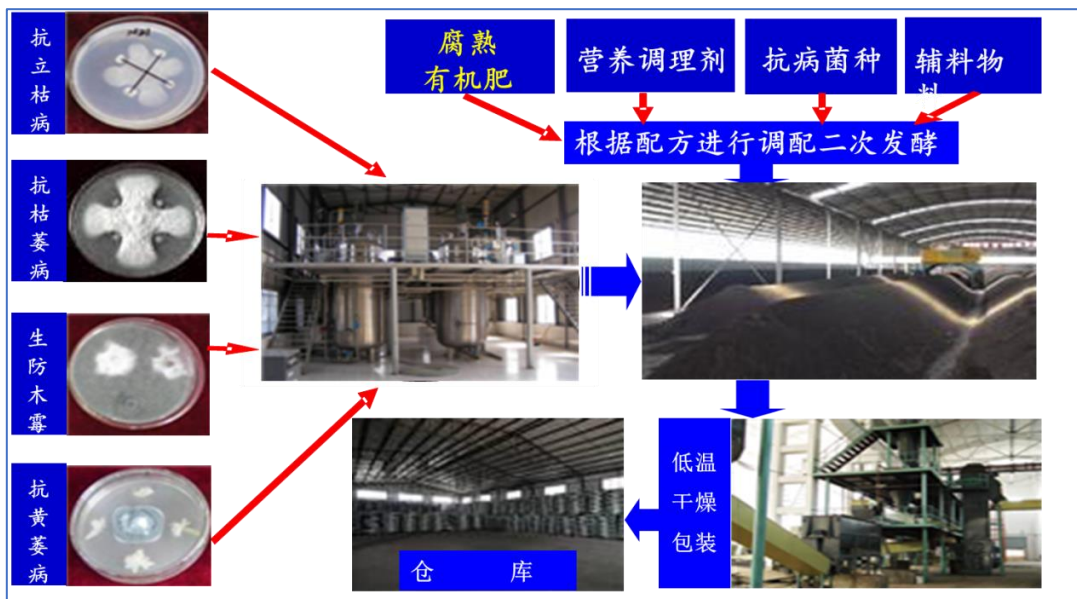 抗立枯病
抗枯萎病
生防木霉
抗黄萎病
腐熟
有机肥
营养调理剂
抗病菌种
辅料物
料
根据配方进行调配二次发酵
低温
干燥
包装
仓 库